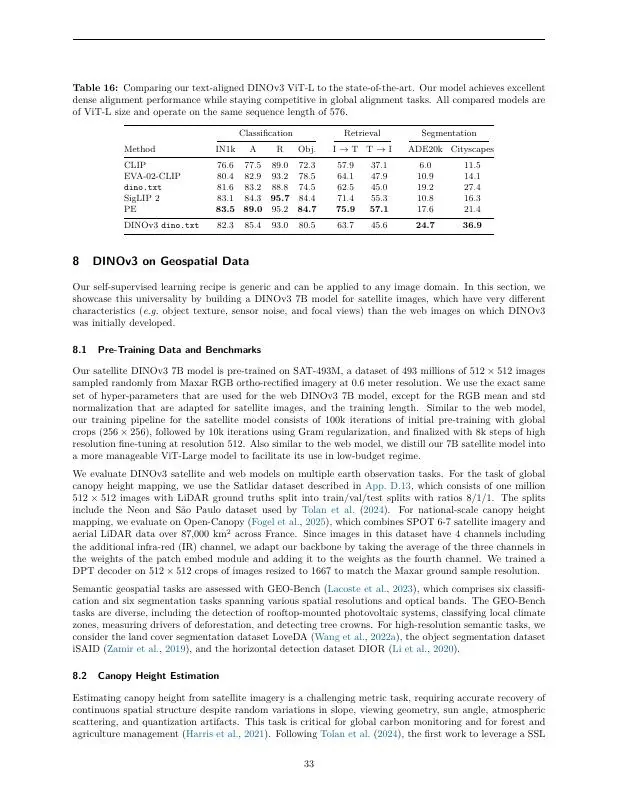 Table 16: Comparing our text-aligned DINOv3 ViT-L to the state-of-the-art. Our model achieves excellent
dense alignment performance while staying competitive in global alignment tasks. All compared models are
of ViT-L size and operate on the same sequence length of 576.
Classification Retrieval Segmentation
Method IN1k A R Obj. I → T T → I ADE20k Cityscapes
CLIP 76.6 77.5 89.0 72.3 57.9 37.1 6.0 11.5
EVA-02-CLIP 80.4 82.9 93.2 78.5 64.1 47.9 10.9 14.1
dino.txt 81.6 83.2 88.8 74.5 62.5 45.0 19.2 27.4
SigLIP 2 83.1 84.3 95.7 84.4 71.4 55.3 10.8 16.3
PE 83.5 89.0 95.2 84.7 75.9 57.1 17.6 21.4
DINOv3 dino.txt 82.3 85.4 93.0 80.5 63.7 45.6 24.7 36.9
8 DINOv3 on Geospatial Data
Our self-supervised learning recipe is generic and can be applied to any image domain. In this section, we
showcase this universality by building a DINOv3 7B model for satellite images, which have very different
characteristics (e.g. object texture, sensor noise, and focal views) than the web images on which DINOv3
was initially developed.
8.1 Pre-Training Data and Benchmarks
Our satellite DINOv3 7B model is pre-trained on SAT-493M, a dataset of 493 millions of 512 × 512 images
sampled randomly from Maxar RGB ortho-rectified imagery at 0.6 meter resolution. We use the exact same
set of hyper-parameters that are used for the web DINOv3 7B model, except for the RGB mean and std
normalization that are adapted for satellite images, and the training length. Similar to the web model,
our training pipeline for the satellite model consists of 100k iterations of initial pre-training with global
crops (256 × 256), followed by 10k iterations using Gram regularization, and finalized with 8k steps of high
resolution fine-tuning at resolution 512. Also similar to the web model, we distill our 7B satellite model into
a more manageable ViT-Large model to facilitate its use in low-budget regime.
We evaluate DINOv3 satellite and web models on multiple earth observation tasks. For the task of global
canopy height mapping, we use the Satlidar dataset described in App. D.13, which consists of one million
512 × 512 images with LiDAR ground truths split into train/val/test splits with ratios 8/1/1. The splits
include the Neon and São Paulo dataset used by Tolan et al. (2024). For national-scale canopy height
mapping, we evaluate on Open-Canopy (Fogel et al., 2025), which combines SPOT 6-7 satellite imagery and
aerial LiDAR data over 87,000 km² across France. Since images in this dataset have 4 channels including
the additional infra-red (IR) channel, we adapt our backbone by taking the average of the three channels in
the weights of the patch embed module and adding it to the weights as the fourth channel. We trained a
DPT decoder on 512 × 512 crops of images resized to 1667 to match the Maxar ground sample resolution.
Semantic geospatial tasks are assessed with GEO-Bench (Lacoste et al., 2023), which comprises six classifi-
cation and six segmentation tasks spanning various spatial resolutions and optical bands. The GEO-Bench
tasks are diverse, including the detection of rooftop-mounted photovoltaic systems, classifying local climate
zones, measuring drivers of deforestation, and detecting tree crowns. For high-resolution semantic tasks, we
consider the land cover segmentation dataset LoveDA (Wang et al., 2022a), the object segmentation dataset
iSAID (Zamir et al., 2019), and the horizontal detection dataset DIOR (Li et al., 2020).
8.2 Canopy Height Estimation
Estimating canopy height from satellite imagery is a challenging metric task, requiring accurate recovery of
continuous spatial structure despite random variations in slope, viewing geometry, sun angle, atmospheric
scattering, and quantization artifacts. This task is critical for global carbon monitoring and for forest and
agriculture management (Harris et al., 2021). Following Tolan et al. (2024), the first work to leverage a SSL
33